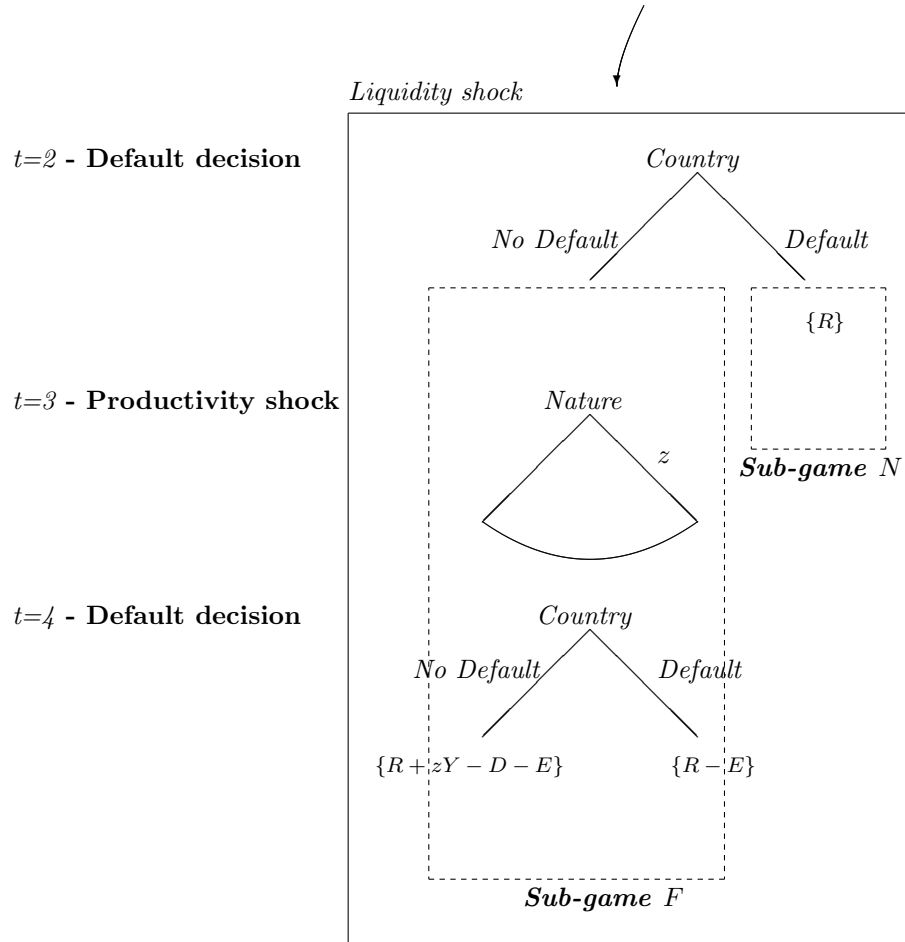 Liquidity shock
t=2 - Default decision
Country
No Default
Default
{R}
t=3 - Productivity shock
Nature
z
Sub-game N
t=4 - Default decision
Country
No Default
Default
{R + zY − D − E}
{R − E}
Sub-game F